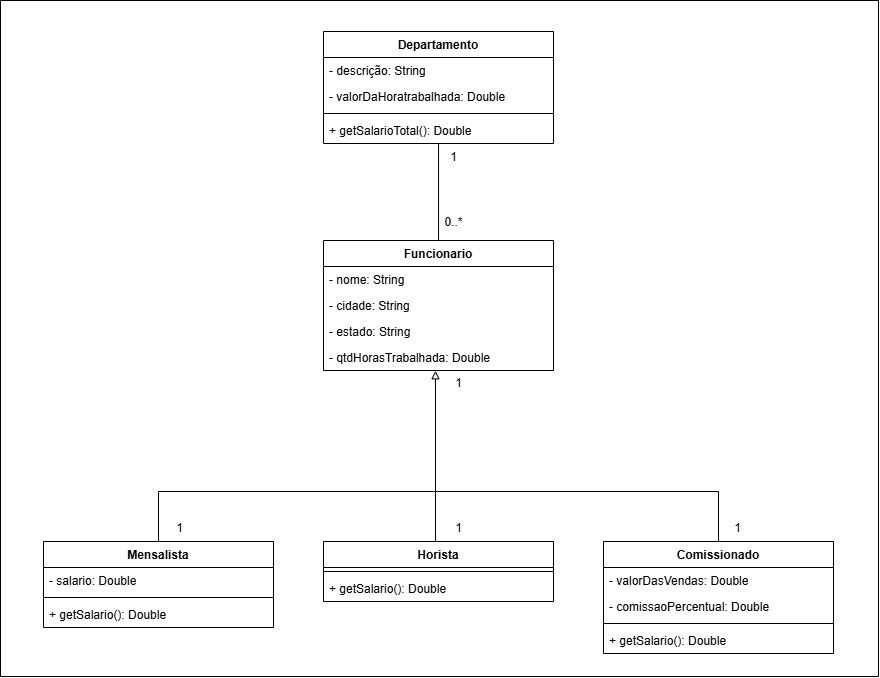 Departamento
- descrição: String
- valorDaHoratrabalhada: Double
+ getSalarioTotal(): Double
1
0..*
Funcionario
- nome: String
- cidade: String
- estado: String
- qtdHorasTrabalhada: Double
1
1
1
1
Mensalista
- salario: Double
+ getSalario(): Double
Horista
+ getSalario(): Double
Comissionado
- valorDasVendas: Double
- comissaoPercentual: Double
+ getSalario(): Double